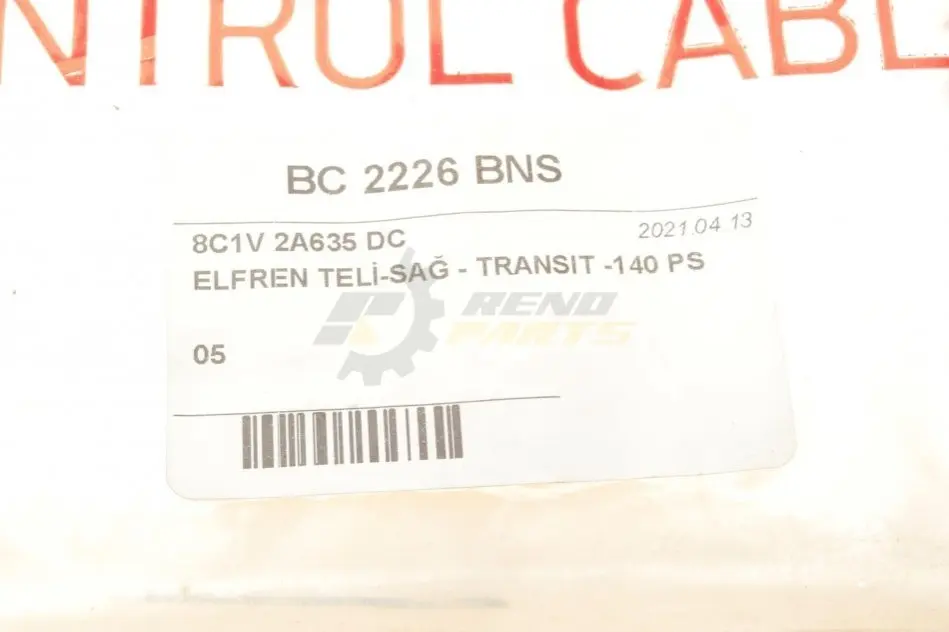 NTROL CABL
BC 2226 BNS
8C1V 2A635 DC
2021.04.13
ELFREN TELİ-SAĞ - TRANSIT -140 PS
RENO
PARTS
05